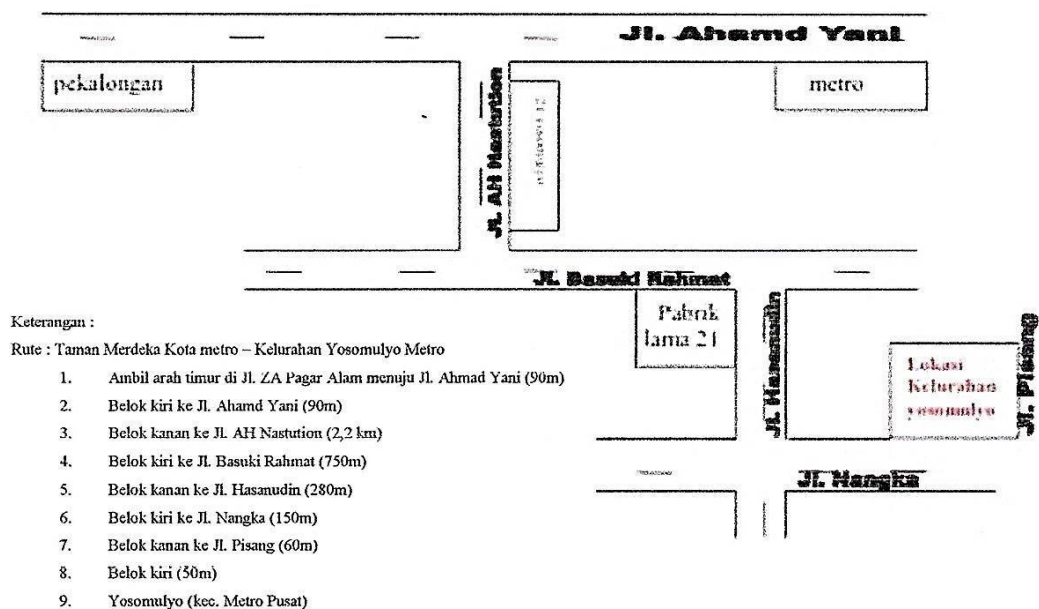 Jl. Ahamd Yani
pekalongan
metro
Jl. AH Nastution
Jl. Basuki Rahmat
Pabrik
lama 21
Jl. Hasanudin
Lokasi
Kelurahan
yosomulyo
Jl. Pisang
Jl. Nangka
Keterangan :
Rute : Taman Merdeka Kota metro – Kelurahan Yosomulyo Metro
1. Ambil arah timur di Jl. ZA Pagar Alam menuju Jl. Ahmad Yani (90m)
2. Belok kiri ke Jl. Ahamd Yani (90m)
3. Belok kanan ke Jl. AH Nastution (2,2 km)
4. Belok kiri ke Jl. Basuki Rahmat (750m)
5. Belok kanan ke Jl. Hasanudin (280m)
6. Belok kiri ke Jl. Nangka (150m)
7. Belok kanan ke Jl. Pisang (60m)
8. Belok kiri (50m)
9. Yosomulyo (kec. Metro Pusat)